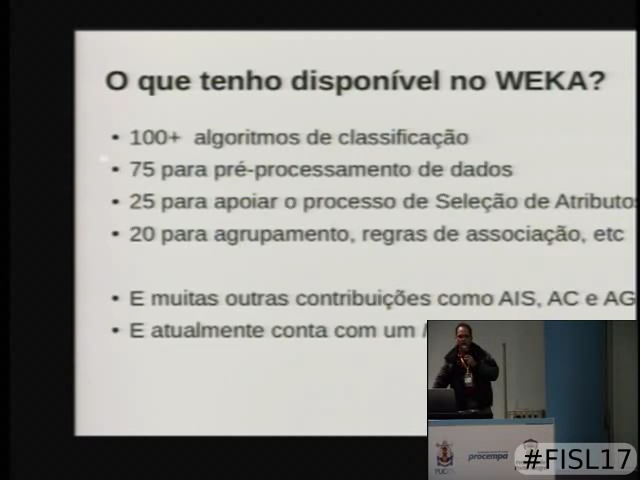 O que tenho disponível no WEKA?
• 100+ algoritmos de classificação
• 75 para pré-processamento de dados
• 25 para apoiar o processo de Seleção de Atributos
• 20 para agrupamento, regras de associação, etc
• E muitas outras contribuições como AIS, AC e AG
• E atualmente conta com um
procempa
#FISL17